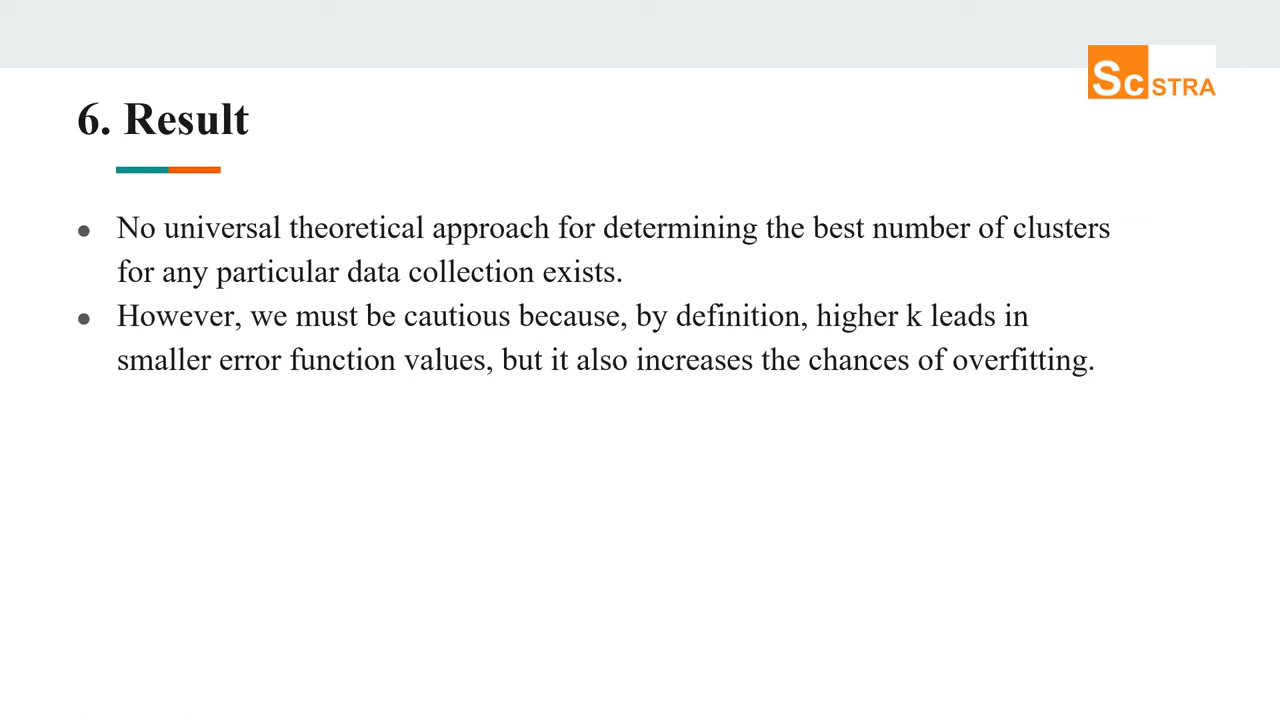 Sc STRA
6. Result
● No universal theoretical approach for determining the best number of clusters
for any particular data collection exists.
● However, we must be cautious because, by definition, higher k leads in
smaller error function values, but it also increases the chances of overfitting.